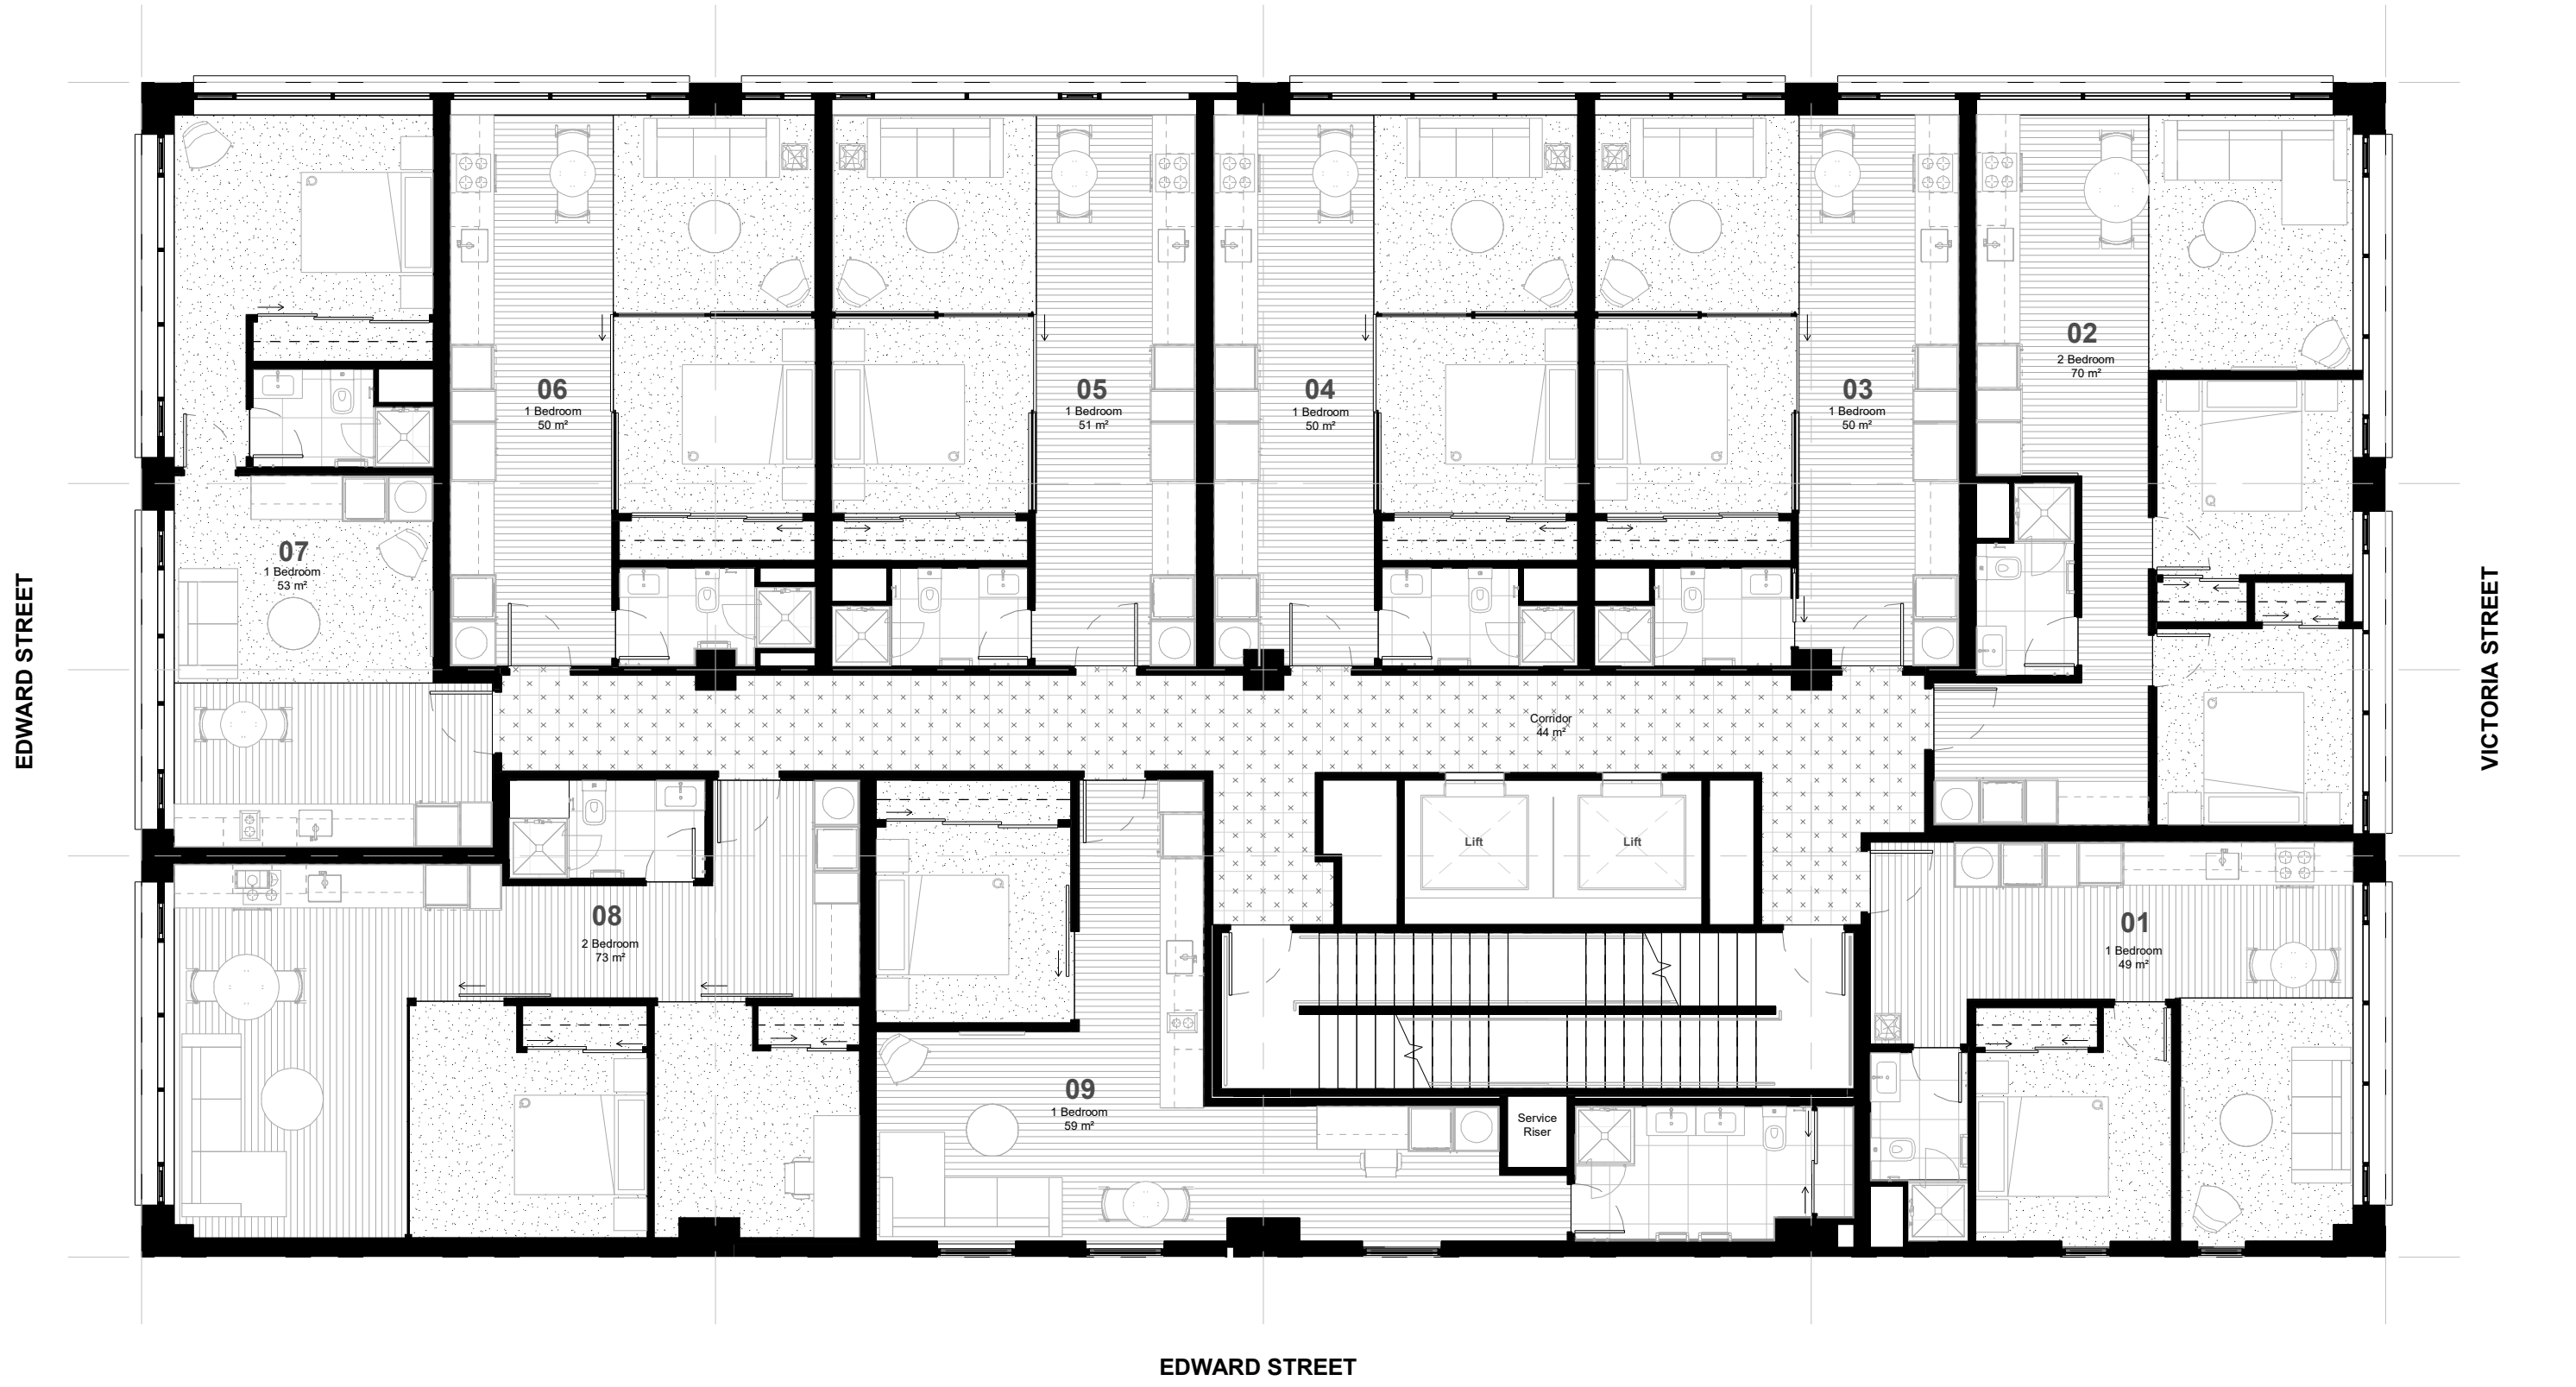 02
2 Bedroom
70 m²
06
1 Bedroom
50 m²
05
1 Bedroom
51 m²
04
1 Bedroom
50 m²
03
1 Bedroom
50 m²
07
1 Bedroom
53 m²
EDWARD STREET
VICTORIA STREET
Corridor
44 m²
Lift
Lift
08
2 Bedroom
73 m²
01
1 Bedroom
49 m²
09
1 Bedroom
59 m²
Service
Riser
EDWARD STREET